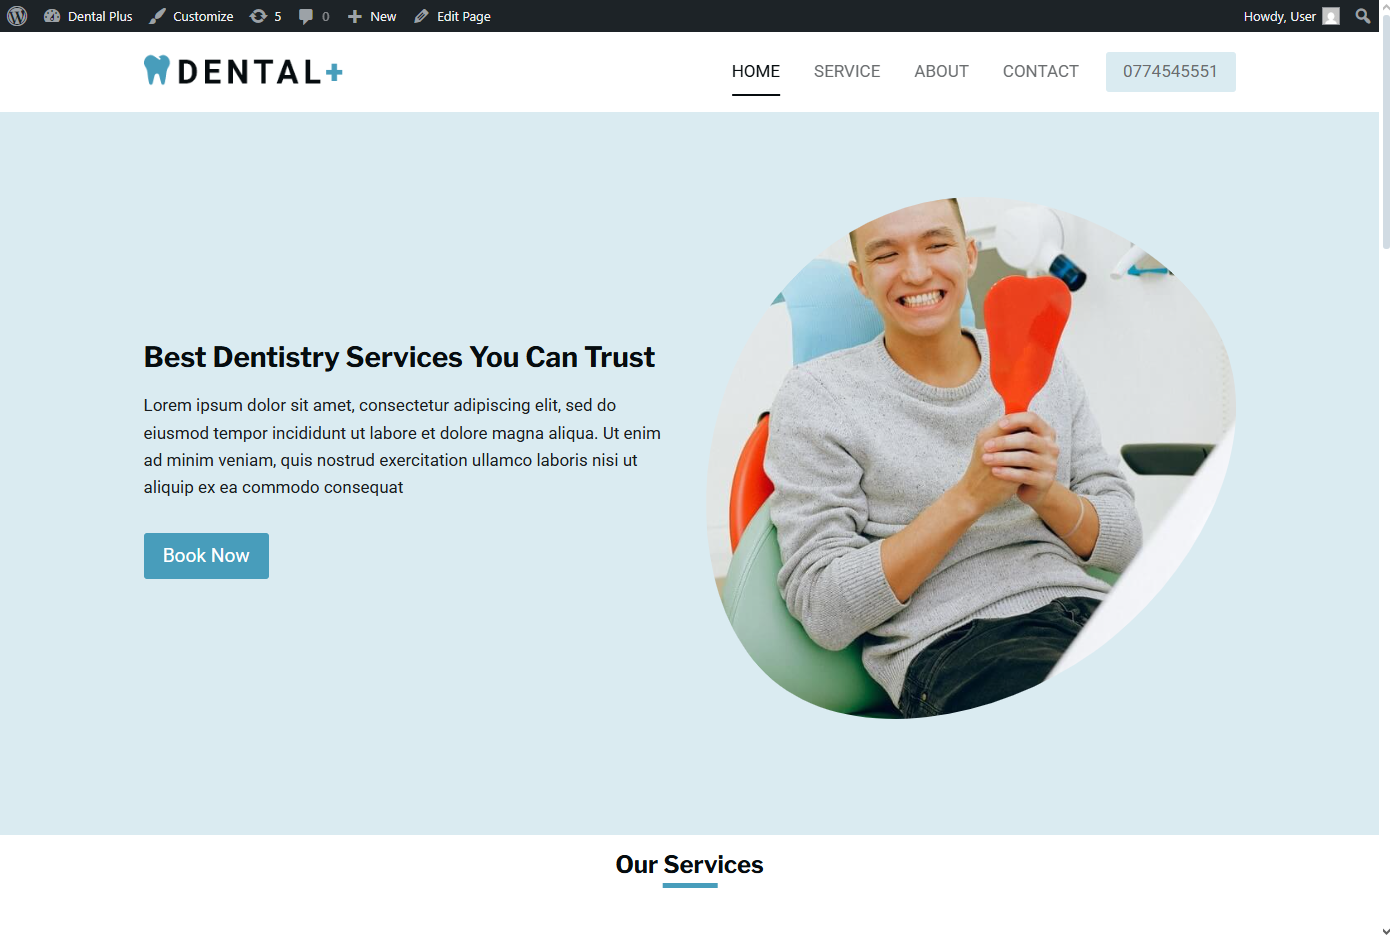 Dental Plus Customize 5 0 New Edit Page Howdy, User
DENTAL+
HOME SERVICE ABOUT CONTACT 0774545551
Best Dentistry Services You Can Trust
Lorem ipsum dolor sit amet, consectetur adipiscing elit, sed do
eiusmod tempor incididunt ut labore et dolore magna aliqua. Ut enim
ad minim veniam, quis nostrud exercitation ullamco laboris nisi ut
aliquip ex ea commodo consequat
Book Now
Our Services